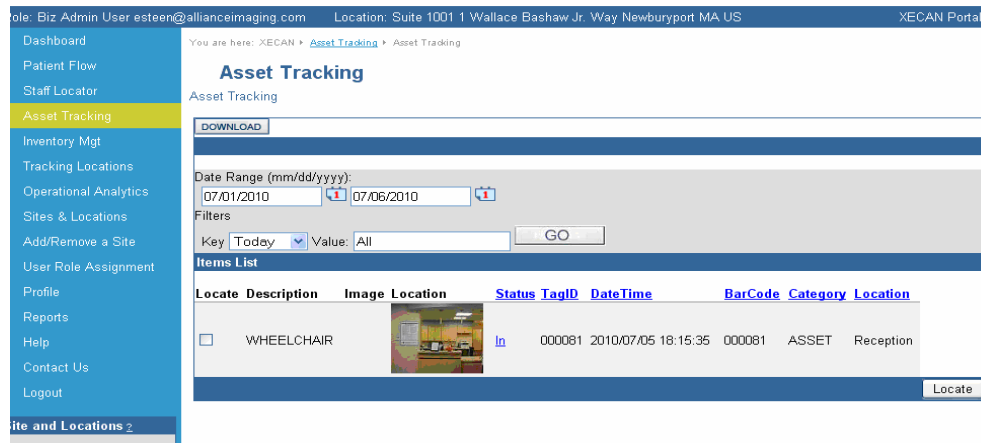 Role: Biz Admin User esteen@allianceimaging.com Location: Suite 1001 1 Wallace Bashaw Jr. Way Newburyport MA US XECAN Portal
Dashboard
Patient Flow
Staff Locator
Asset Tracking
Inventory Mgt
Tracking Locations
Operational Analytics
Sites & Locations
Add/Remove a Site
User Role Assignment
Profile
Reports
Help
Contact Us
Logout
Site and Locations ?
You are here: XECAN Asset Tracking Asset Tracking
Asset Tracking
Asset Tracking
DOWNLOAD
Date Range (mm/dd/yyyy):
07/01/2010 1 07/06/2010 1
Filters
Key Today Value: All GO
Items List
Locate Description Image Location Status TagID DateTime BarCode Category Location
WHEELCHAIR In 000081 2010/07/05 18:15:35 000081 ASSET Reception
Locate